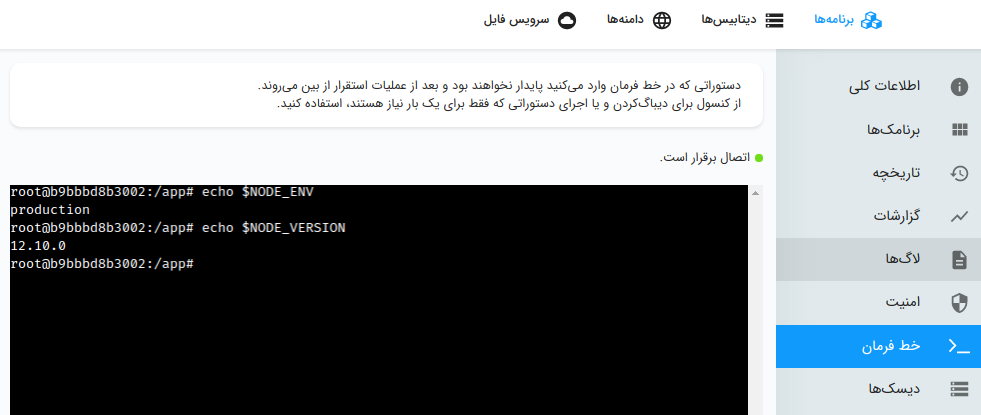 برنامه‌ها
دیتابیس‌ها
دامنه‌ها
سرویس فایل
اطلاعات کلی
برنامک‌ها
تاریخچه
گزارشات
لاگ‌ها
امنیت
خط فرمان
دیسک‌ها
دستوراتی که در خط فرمان وارد می‌کنید پایدار نخواهند بود و بعد از عملیات استقرار از بین می‌روند.
از کنسول برای دیباگ‌کردن و یا اجرای دستوراتی که فقط برای یک بار نیاز هستند، استفاده کنید.
اتصال برقرار است.
root@b9bbbd8b3002:/app# echo $NODE_ENV
production
root@b9bbbd8b3002:/app# echo $NODE_VERSION
12.10.0
root@b9bbbd8b3002:/app#